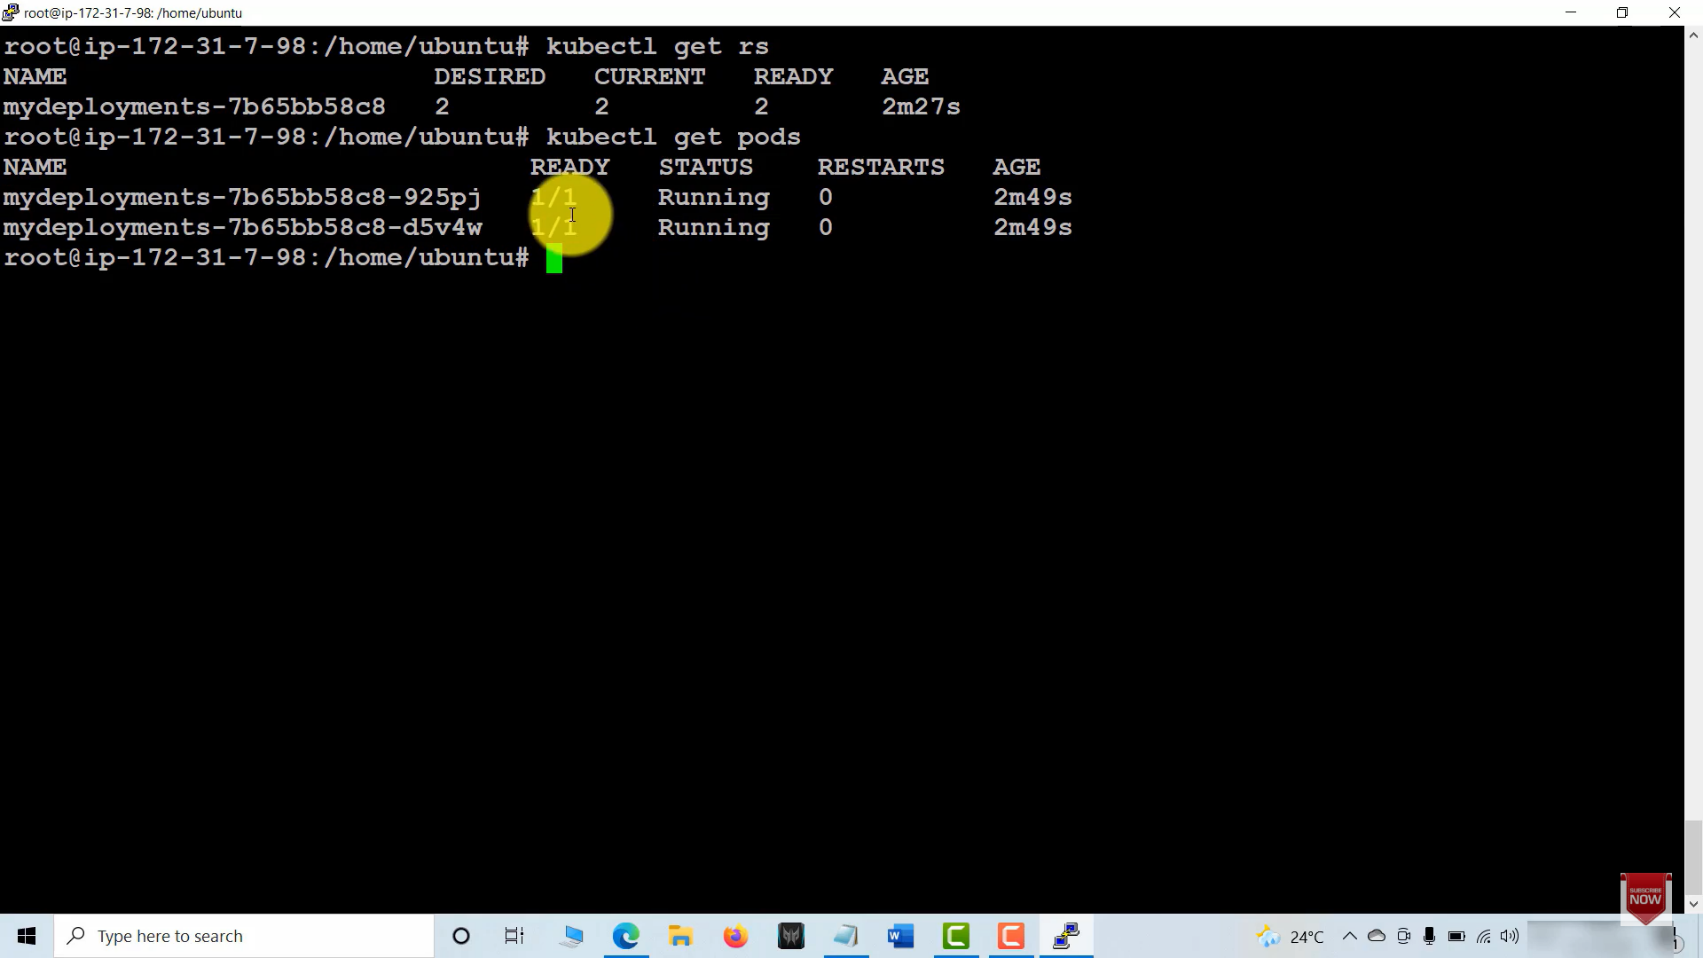 root@ip-172-31-7-98: /home/ubuntu
root@ip-172-31-7-98:/home/ubuntu# kubectl get rs
NAME DESIRED CURRENT READY AGE
mydeployments-7b65bb58c8 2 2 2 2m27s
root@ip-172-31-7-98:/home/ubuntu# kubectl get pods
NAME READY STATUS RESTARTS AGE
mydeployments-7b65bb58c8-925pj 1/1 Running 0 2m49s
mydeployments-7b65bb58c8-d5v4w 1/1 Running 0 2m49s
root@ip-172-31-7-98:/home/ubuntu#
SUBSCRIBE
NOW
Type here to search
24°C